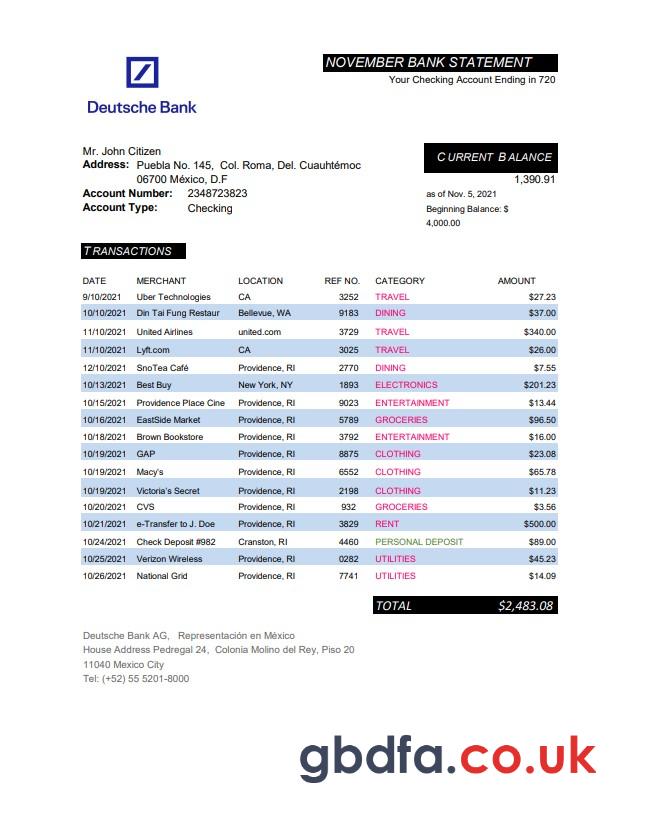 NOVEMBER BANK STATEMENT
Your Checking Account Ending in 720
Deutsche Bank
Mr. John Citizen
Address: Puebla No. 145, Col. Roma, Del. Cuauhtémoc
06700 México, D.F
Account Number: 2348723823
Account Type: Checking
CURRENT BALANCE
1,390.91
as of Nov. 5, 2021
Beginning Balance: $
4,000.00
TRANSACTIONS
DATE MERCHANT LOCATION REF NO. CATEGORY AMOUNT
9/10/2021 Uber Technologies CA 3252 TRAVEL $27.23
10/10/2021 Din Tai Fung Restaur Bellevue, WA 9183 DINING $37.00
11/10/2021 United Airlines united.com 3729 TRAVEL $340.00
11/10/2021 Lyft.com CA 3025 TRAVEL $26.00
12/10/2021 SnoTea Café Providence, RI 2770 DINING $7.55
10/13/2021 Best Buy New York, NY 1893 ELECTRONICS $201.23
10/15/2021 Providence Place Cine Providence, RI 9023 ENTERTAINMENT $13.44
10/16/2021 EastSide Market Providence, RI 5789 GROCERIES $96.50
10/18/2021 Brown Bookstore Providence, RI 3792 ENTERTAINMENT $16.00
10/19/2021 GAP Providence, RI 8875 CLOTHING $23.08
10/19/2021 Macy's Providence, RI 6552 CLOTHING $65.78
10/19/2021 Victoria's Secret Providence, RI 2198 CLOTHING $11.23
10/20/2021 CVS Providence, RI 932 GROCERIES $3.56
10/21/2021 e-Transfer to J. Doe Providence, RI 3829 RENT $500.00
10/24/2021 Check Deposit #982 Cranston, RI 4460 PERSONAL DEPOSIT $89.00
10/25/2021 Verizon Wireless Providence, RI 0282 UTILITIES $45.23
10/26/2021 National Grid Providence, RI 7741 UTILITIES $14.09
TOTAL $2,483.08
Deutsche Bank AG, Representación en México
House Address Pedregal 24, Colonia Molino del Rey, Piso 20
11040 Mexico City
Tel: (+52) 55 5201-8000
gbdfa.co.uk